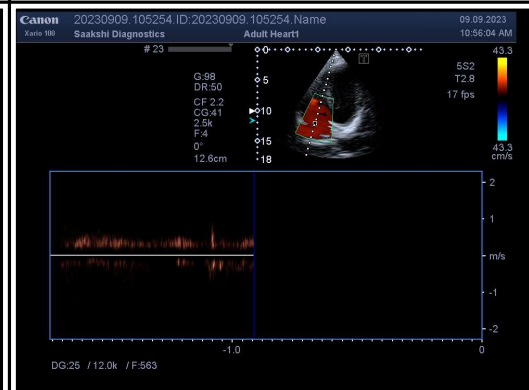 Canon 20230909.105254.ID:20230909.105254.Name 09.09.2023
Xario 100 Saakshi Diagnostics Adult Heart1 10:56:04 AM
# 23
0
5
10
15
18
G:98
DR:50
CF 2.2
CG:41
2.5k
F:4
0°
12.6cm
T
5S2
T2.8
17 fps
43.3
43.3
cm/s
2
1
m/s
-1
-2
-1.0 0
DG:25 / 12.0k / F:563